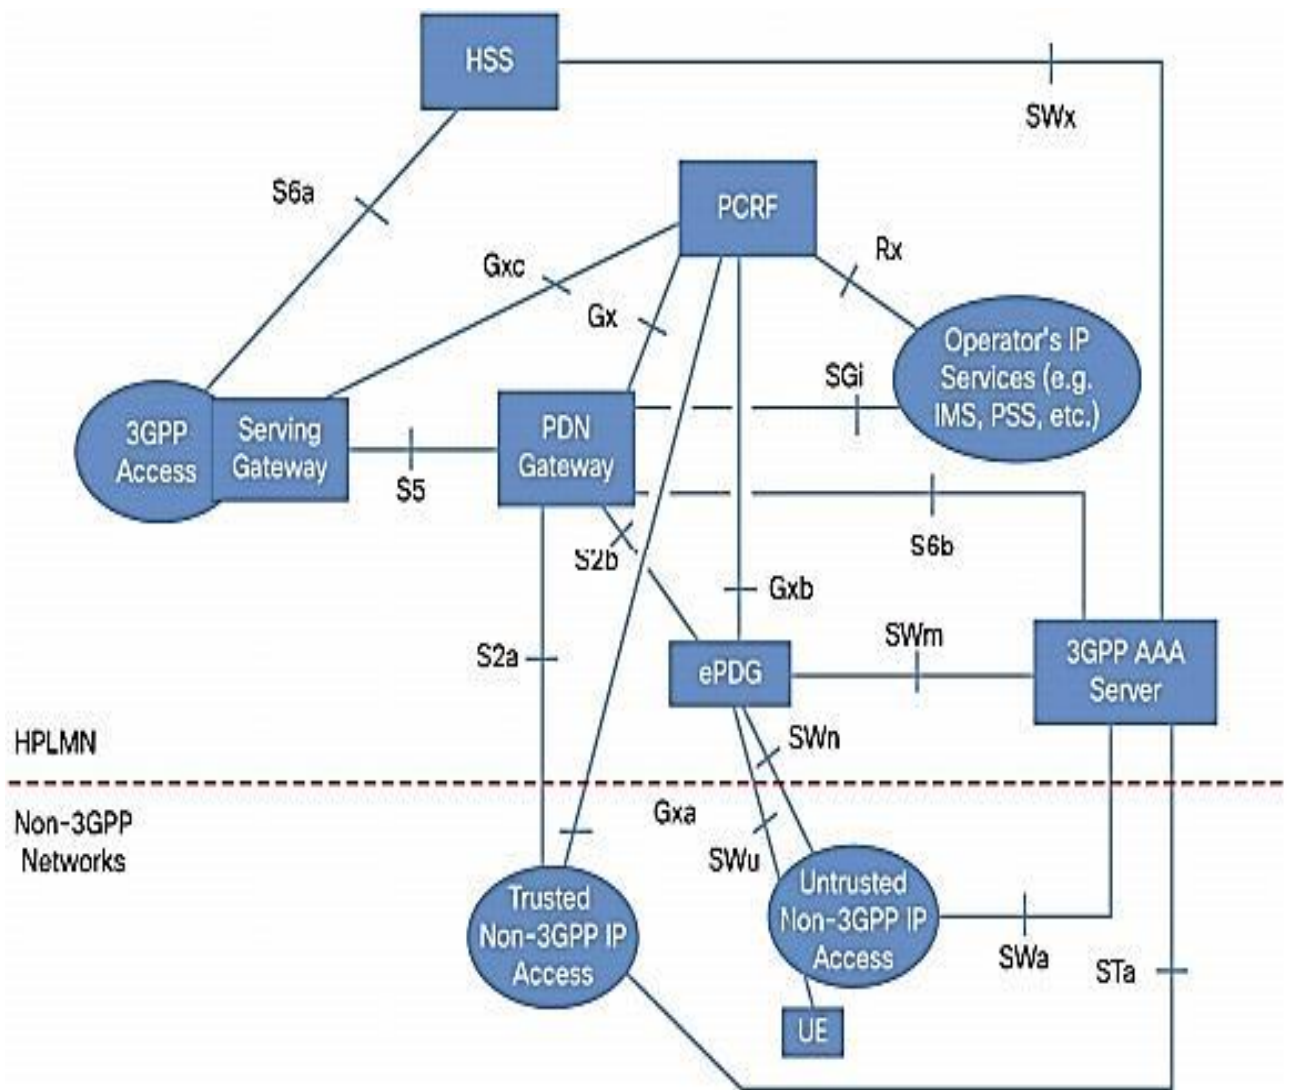 HSS
SWx
S6a
PCRF
Rx
Gxc
Gx
Operator's IP
Services (e.g.
IMS, PSS, etc.)
SGi
3GPP
Access
Serving
Gateway
PDN
Gateway
S5
S2b
S6b
Gxb
SWm
S2a
ePDG
3GPP AAA
Server
HPLMN
SWn
Non-3GPP
Networks
Gxa
SWu
Trusted
Non-3GPP IP
Access
Untrusted
Non-3GPP IP
Access
SWa
STa
UE